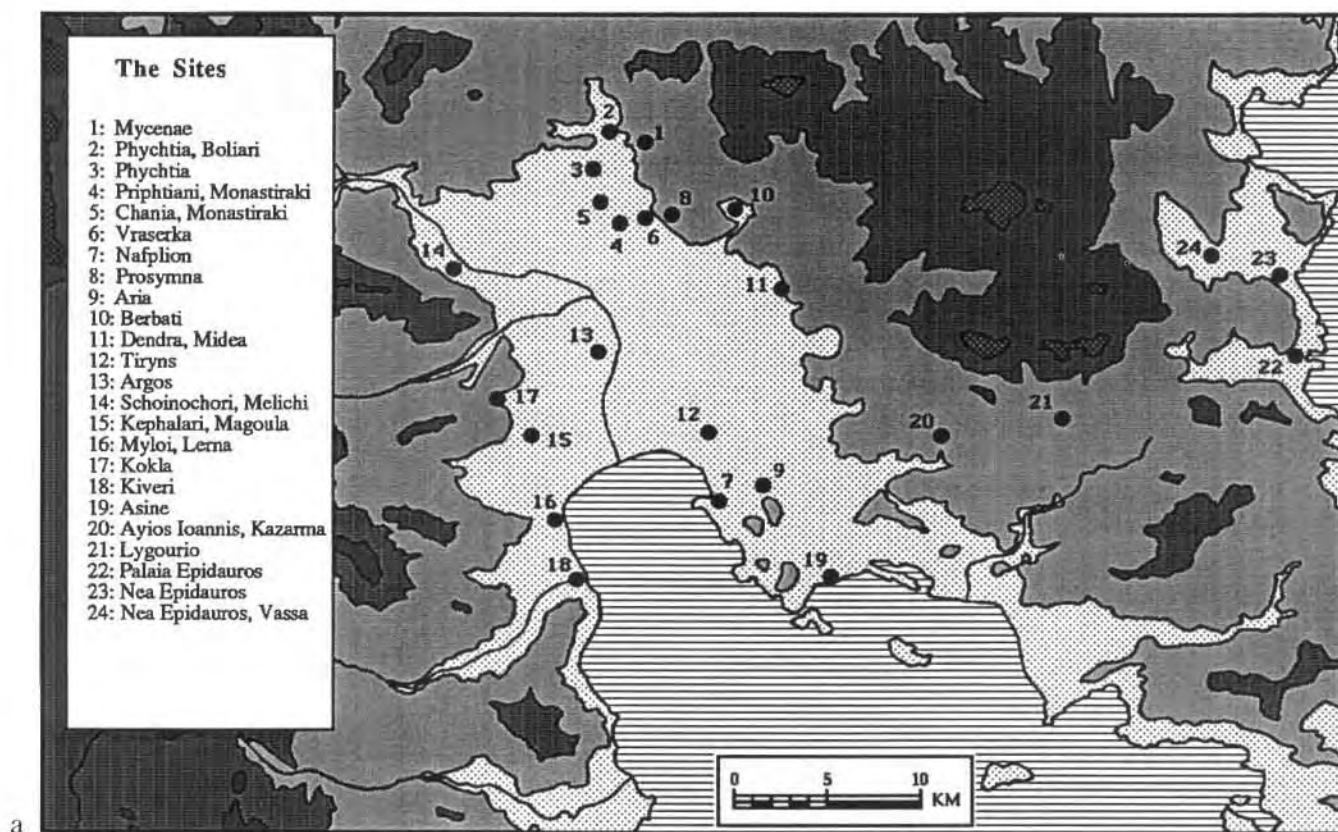 The Sites
1: Mycenae
2: Phychtia, Boliari
3: Phychtia
4: Priphtiani, Monastiraki
5: Chania, Monastiraki
6: Vraserka
7: Nafplion
8: Prosymna
9: Aria
10: Berbati
11: Dendra, Midea
12: Tiryns
13: Argos
14: Schoinochori, Melichi
15: Kephalari, Magoula
16: Myloi, Lerna
17: Kokla
18: Kiveri
19: Asine
20: Ayios Ioannis, Kazarma
21: Lygourio
22: Palaia Epidauros
23: Nea Epidauros
24: Nea Epidauros, Vassa
2
1
3
5
4
6
8
10
14
11
24
23
13
22
17
15
12
20
21
7
9
16
18
19
0 5 10
KM
a